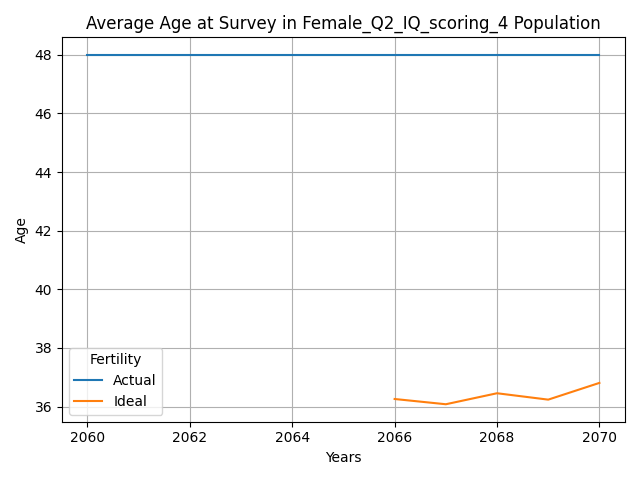 Average Age at Survey in Female_Q2_IQ_scoring_4 Population
48
46
44
42
40
38
36
Age
Fertility
Actual
Ideal
2060 2062 2064 2066 2068 2070
Years